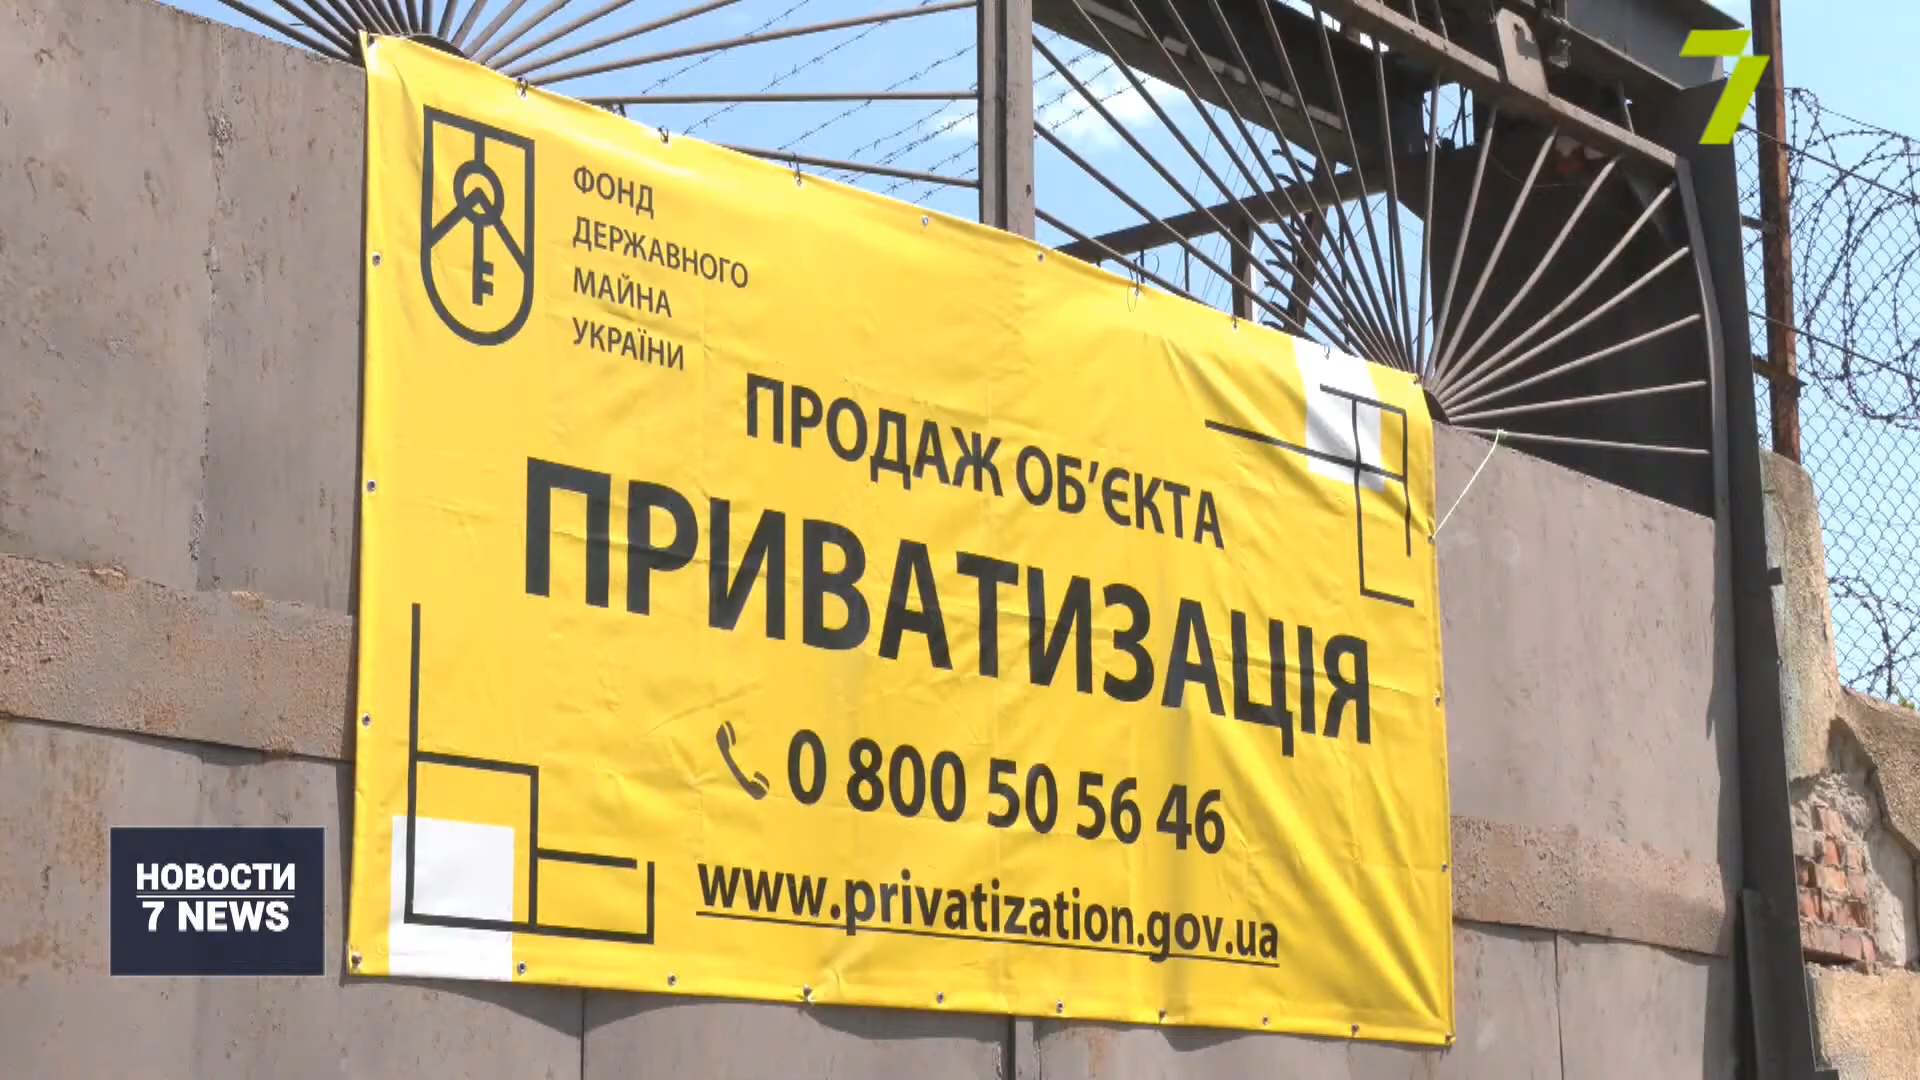 7
ФОНД
ДЕРЖАВНОГО
МАЙНА
УКРАЇНИ
ПРОДАЖ ОБ’ЄКТА
ПРИВАТИЗАЦІЯ
0 800 50 56 46
www.privatization.gov.ua
НОВОСТИ
7 NEWS